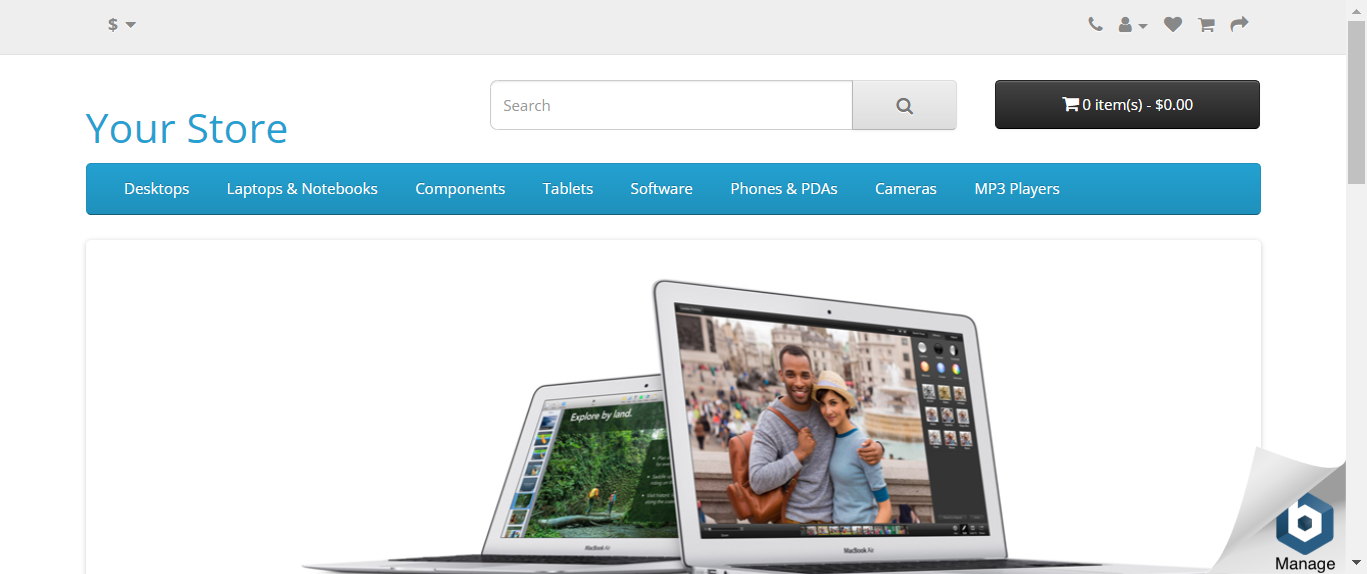 $
Search
0 item(s) - $0.00
Your Store
Desktops Laptops & Notebooks Components Tablets Software Phones & PDAs Cameras MP3 Players
Explore by land.
MacBook Air
MacBook Air
Manage